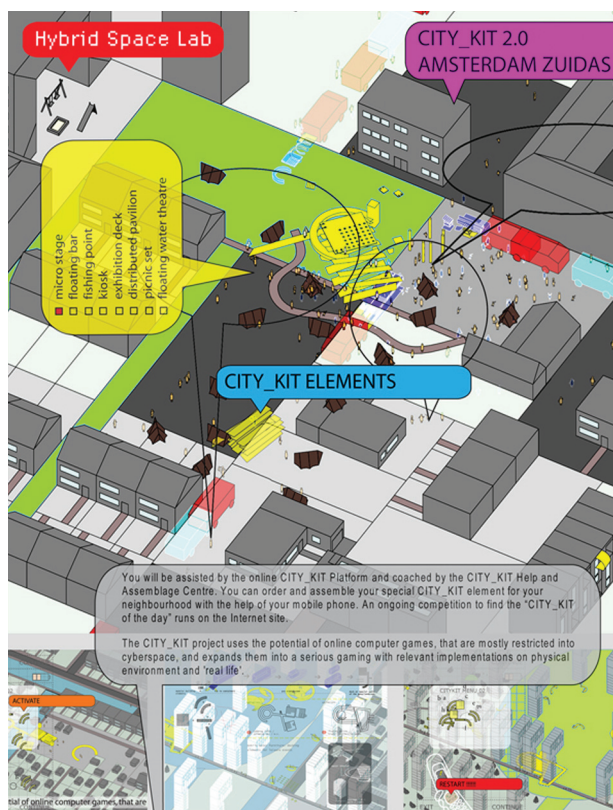 Hybrid Space Lab
CITY_KIT 2.0
AMSTERDAM ZUIDAS
micro stage
floating bar
fishing point
kiosk
exhibition deck
distributed pavilion
picnic set
floating water theatre
CITY_KIT ELEMENTS
You will be assisted by the online CITY_KIT Platform and coached by the CITY_KIT Help and
Assemblage Centre. You can order and assemble your special CITY_KIT element for your
neighbourhood with the help of your mobile phone. An ongoing competition to find the “CITY_KIT
of the day” runs on the Internet site.
The CITY_KIT project uses the potential of online computer games, that are mostly restricted into
cyberspace, and expands them into a serious gaming with relevant implementations on physical
environment and 'real life'.
ACTIVATE
CITYKIT MENU
RESTART !!!!!
EXIT
tial of online computer games, that are